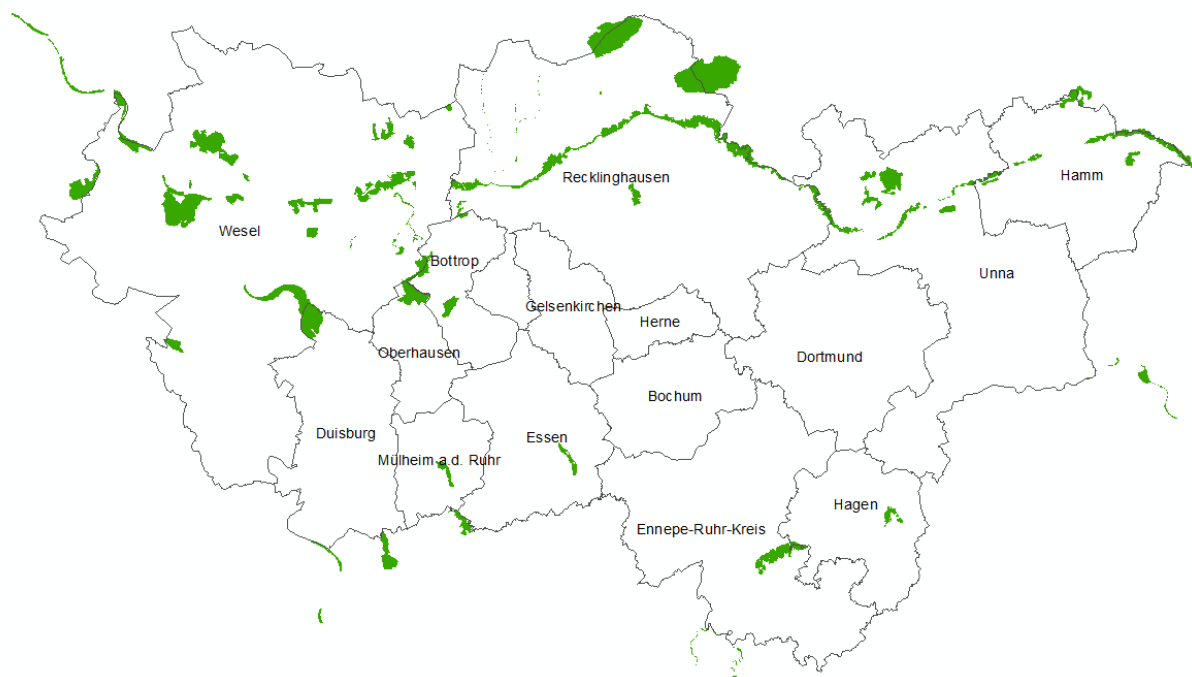 Recklinghausen
Hamm
Wesel
Bottrop
Unna
Gelsenkirchen
Herne
Oberhausen
Dortmund
Bochum
Duisburg
Essen
Mülheim a.d. Ruhr
Hagen
Ennepe-Ruhr-Kreis